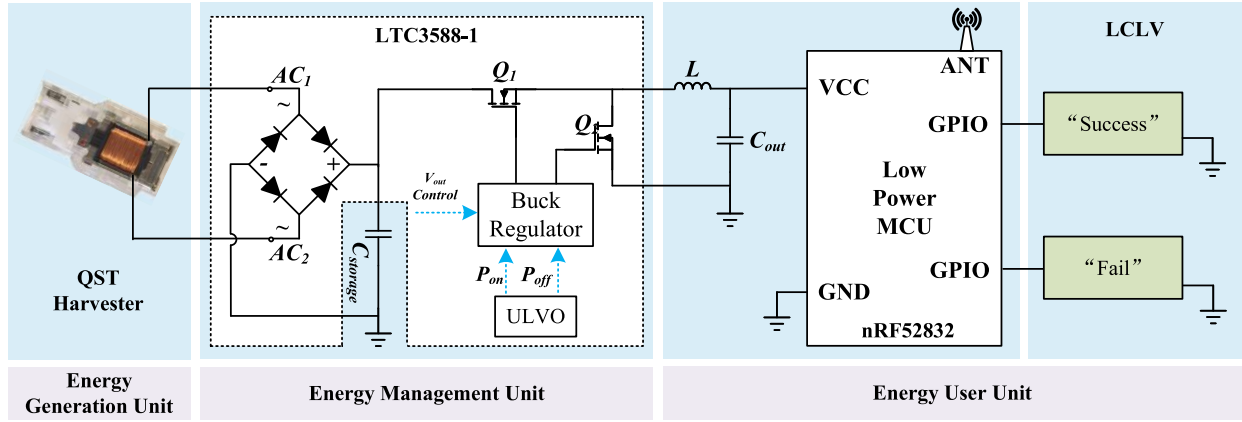 LTC3588-1
LCLV
ANT
AC1
~
Q1
L
VCC
GPIO
“Success”
Q
Cout
-
+
Vout
Control
Buck
Regulator
Low
Power
MCU
~
AC2
Cstorage
Pon
Poff
GPIO
“Fail”
QST
Harvester
ULVO
GND
nRF52832
Energy
Generation Unit
Energy Management Unit
Energy User Unit